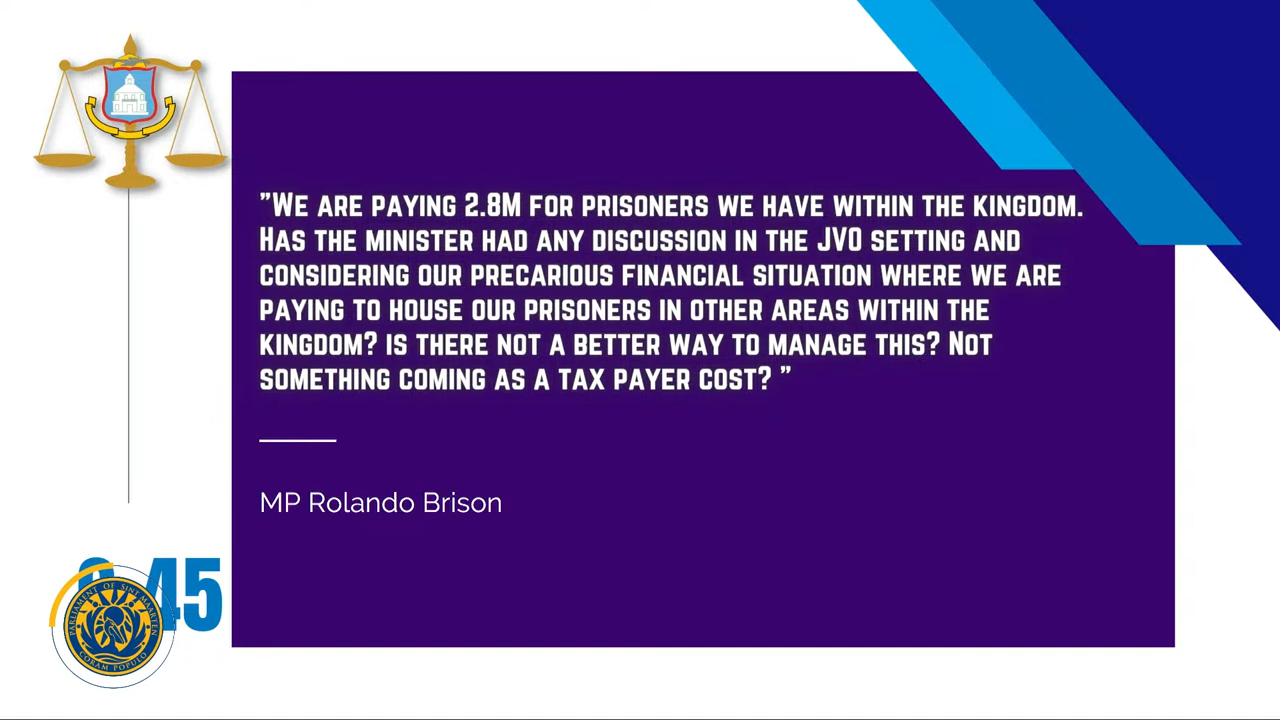 "We are paying 2.8M for prisoners we have within the kingdom.
Has the minister had any discussion in the JVO setting and
considering our precarious financial situation where we are
paying to house our prisoners in other areas within the
kingdom? is there not a better way to manage this? Not
something coming as a tax payer cost? "
MP Rolando Brison
45
PARLIAMENT OF SINT MAARTEN
CORAM POPULO